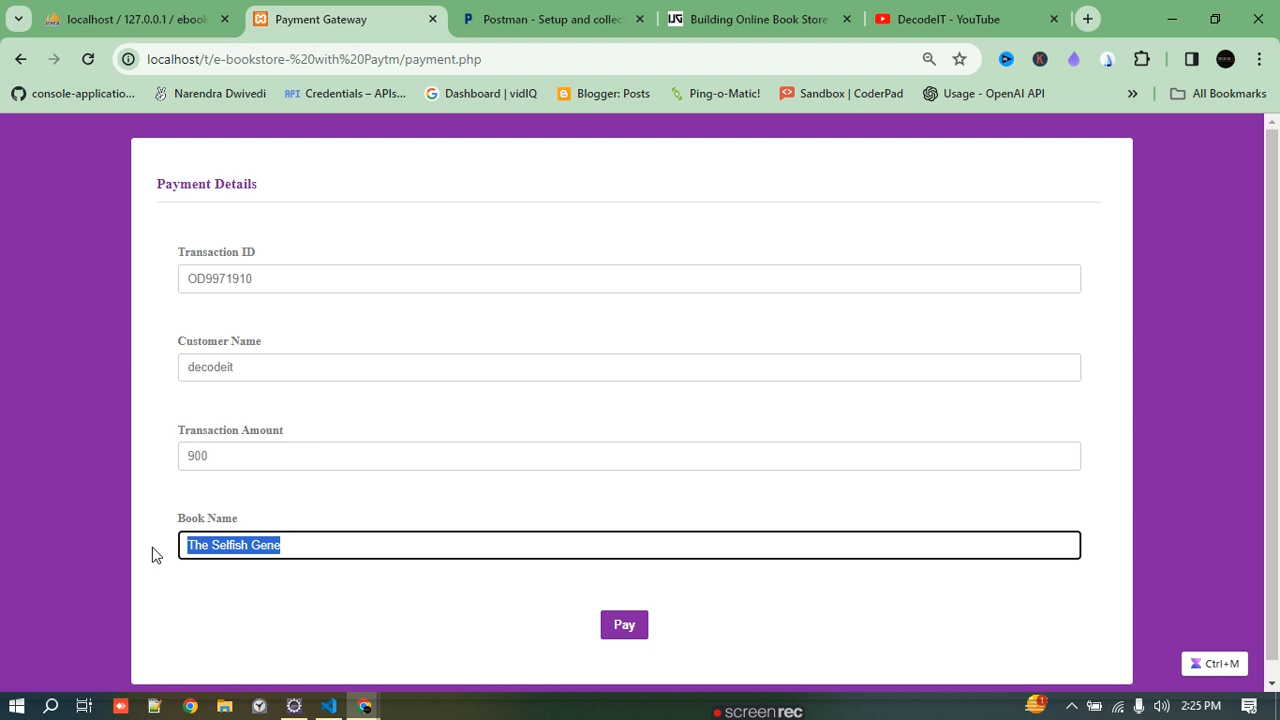 localhost / 127.0.0.1 / ebook
Payment Gateway
Postman - Setup and collec
Building Online Book Store
DecodeIT - YouTube
localhost/t/e-bookstore-%20with%20Paytm/payment.php
console-applicatio...
Narendra Dwivedi
API Credentials – APIs...
Dashboard | vidIQ
Blogger: Posts
Ping-o-Matic!
Sandbox | CoderPad
Usage - OpenAI API
All Bookmarks
Payment Details
Transaction ID
OD9971910
Customer Name
decodeit
Transaction Amount
900
Book Name
The Selfish Gene
Pay
Ctrl+M
2:25 PM
screen rec